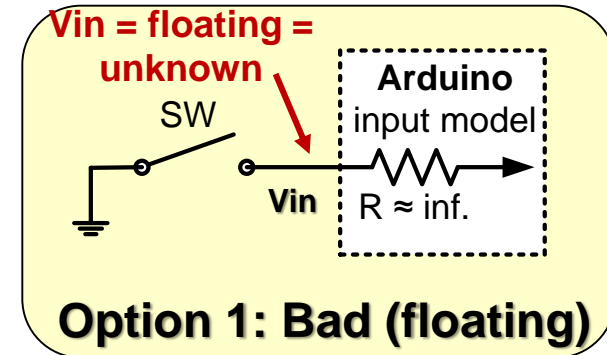 Vin = floating =
unknown
SW
Vin
Arduino
input model
R ≈ inf.
Option 1: Bad (floating)